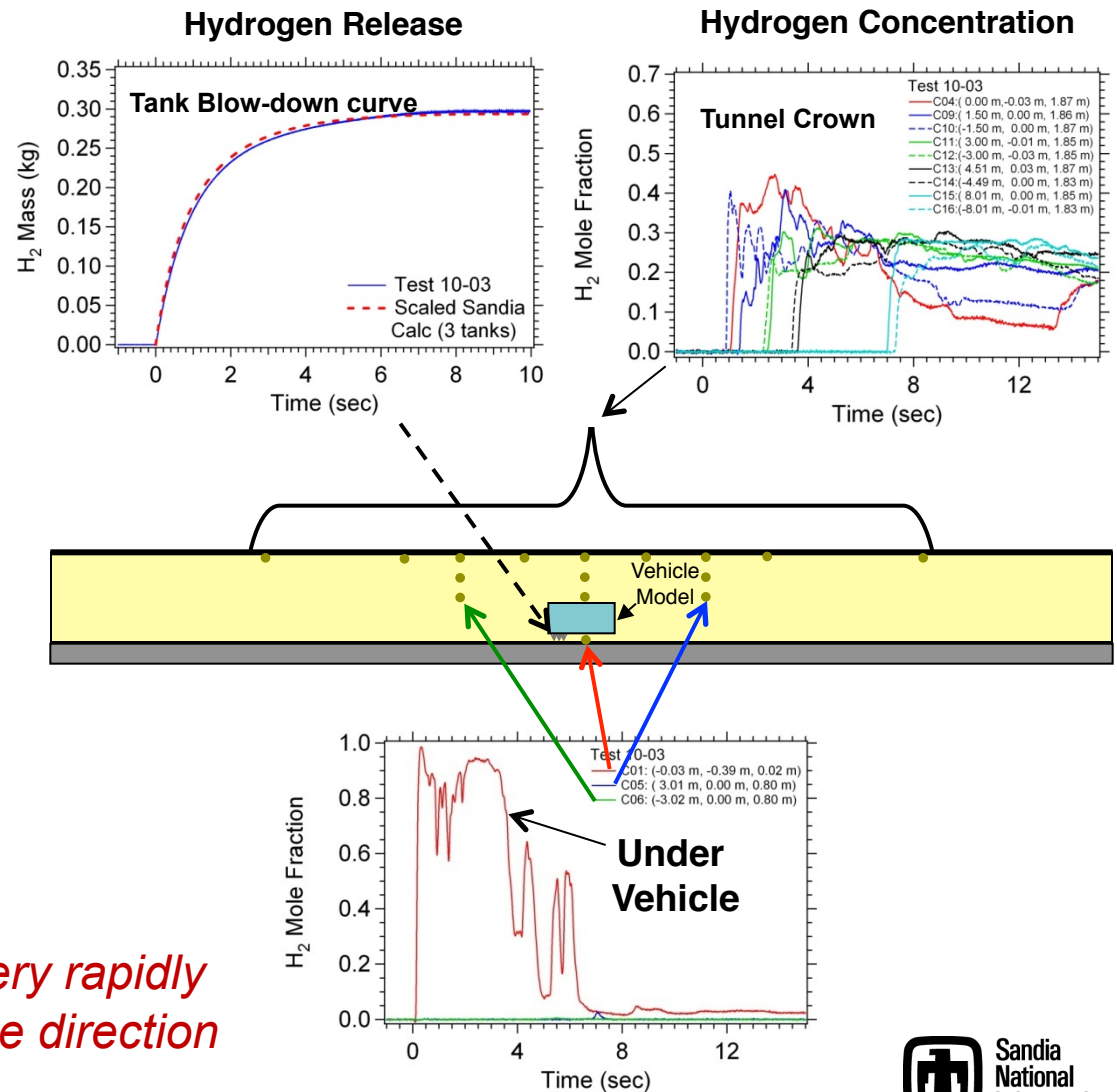 Hydrogen Release
Hydrogen Concentration
0.35
0.30
0.25
0.20
0.15
0.10
0.05
0.00
H2 Mass (kg)
Tank Blow-down curve
Test 10-03
Scaled Sandia
Calc (3 tanks)
0 2 4 6 8 10
Time (sec)
0.7
0.6
0.5
0.4
0.3
0.2
0.1
0.0
H2 Mole Fraction
Tunnel Crown
Test 10-03
C04:( 0.00 m,-0.03 m, 1.87 m)
C09:( 1.50 m, 0.00 m, 1.86 m)
C10:(-1.50 m, 0.00 m, 1.87 m)
C11:( 3.00 m, -0.01 m, 1.85 m)
C12:(-3.00 m, -0.03 m, 1.85 m)
C13:( 4.51 m, 0.03 m, 1.87 m)
C14:(-4.49 m, 0.00 m, 1.83 m)
C15:( 8.01 m, 0.00 m, 1.85 m)
C16:(-8.01 m, -0.01 m, 1.83 m)
0 4 8 12
Time (sec)
Vehicle
Model
1.0
0.8
0.6
0.4
0.2
0.0
H2 Mole Fraction
Test 10-03
C01: (-0.03 m, -0.39 m, 0.02 m)
C05: ( 3.01 m, 0.00 m, 0.80 m)
C06: (-3.02 m, 0.00 m, 0.80 m)
Under
Vehicle
0 4 8 12
Time (sec)
ery rapidly
e direction
Sandia
National